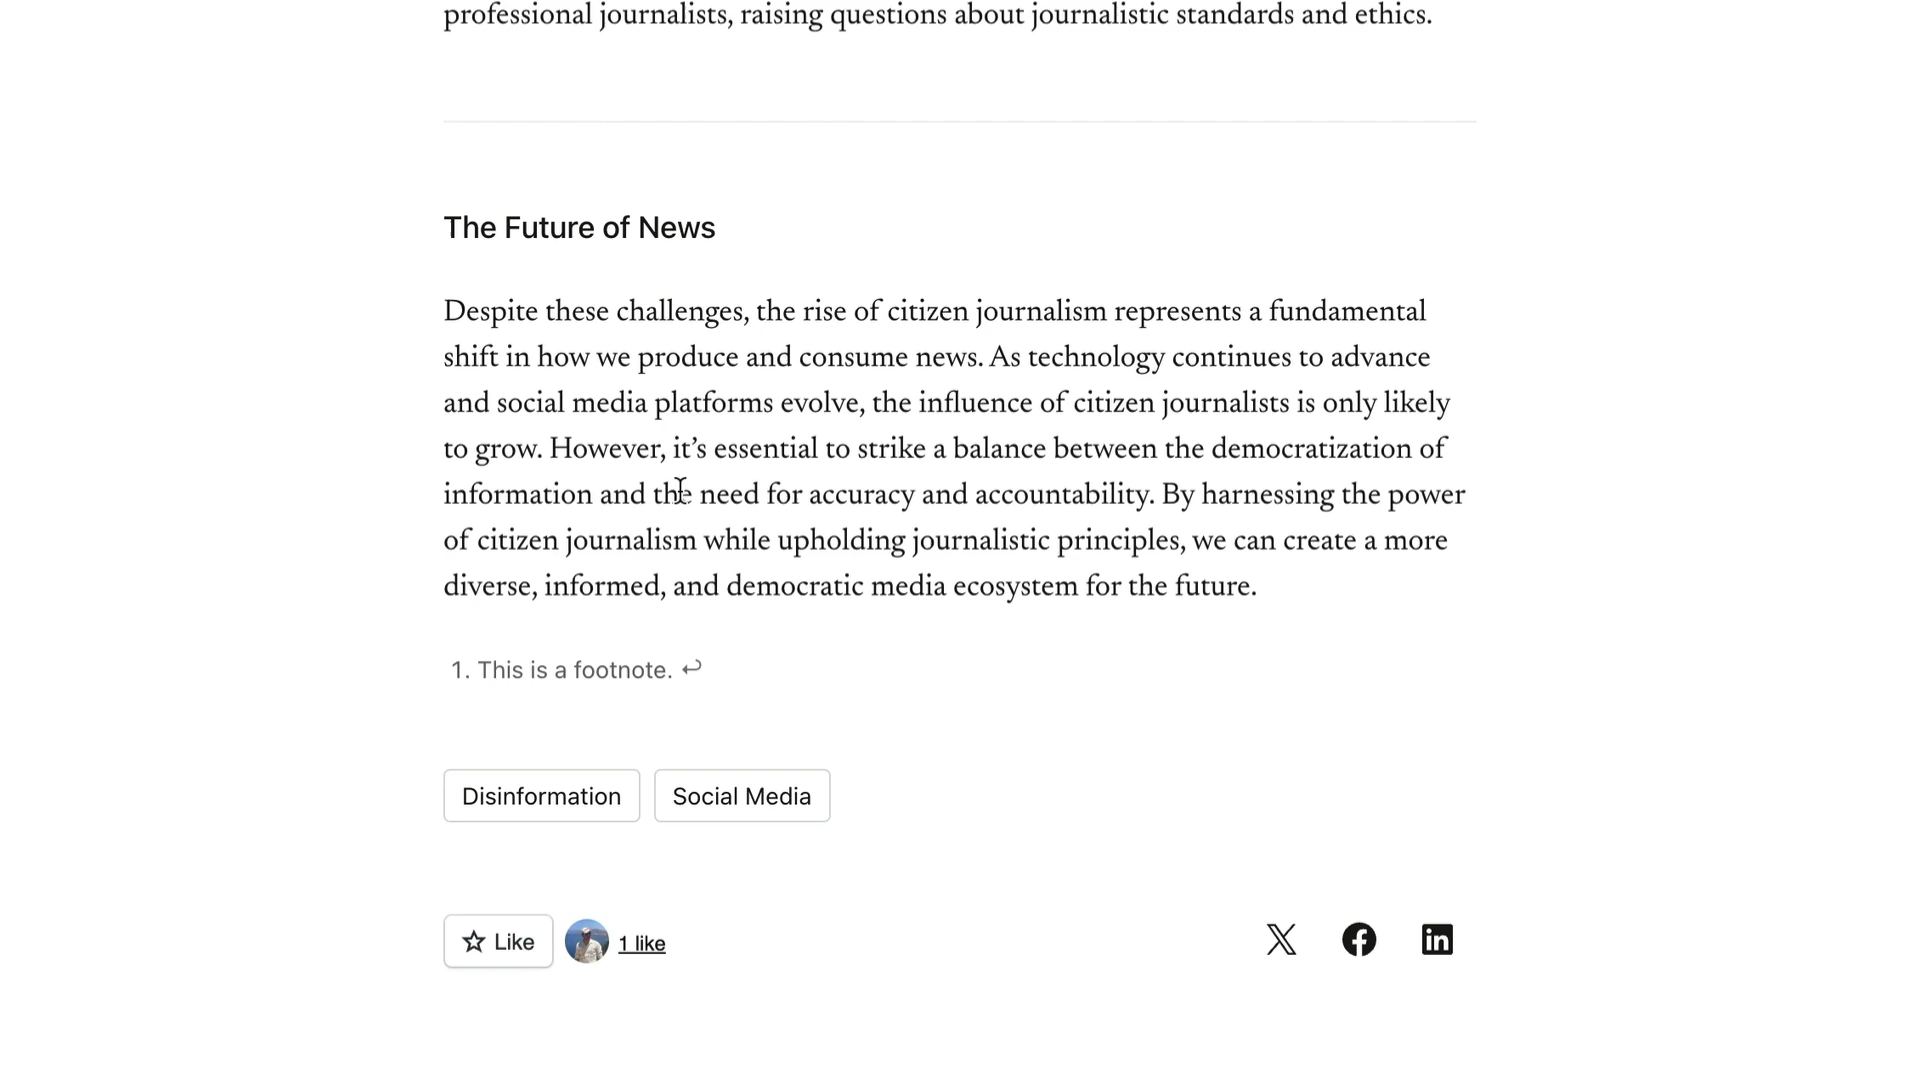 professional journalists, raising questions about journalistic standards and ethics.
The Future of News
Despite these challenges, the rise of citizen journalism represents a fundamental
shift in how we produce and consume news. As technology continues to advance
and social media platforms evolve, the influence of citizen journalists is only likely
to grow. However, it’s essential to strike a balance between the democratization of
information and the need for accuracy and accountability. By harnessing the power
of citizen journalism while upholding journalistic principles, we can create a more
diverse, informed, and democratic media ecosystem for the future.
1. This is a footnote. ↩
Disinformation
Social Media
Like
1 like